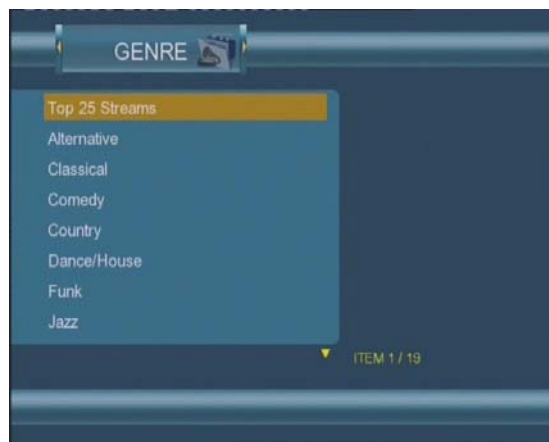 GENRE
Top 25 Streams
Alternative
Classical
Comedy
Country
Dance/House
Funk
Jazz
ITEM 1 / 19